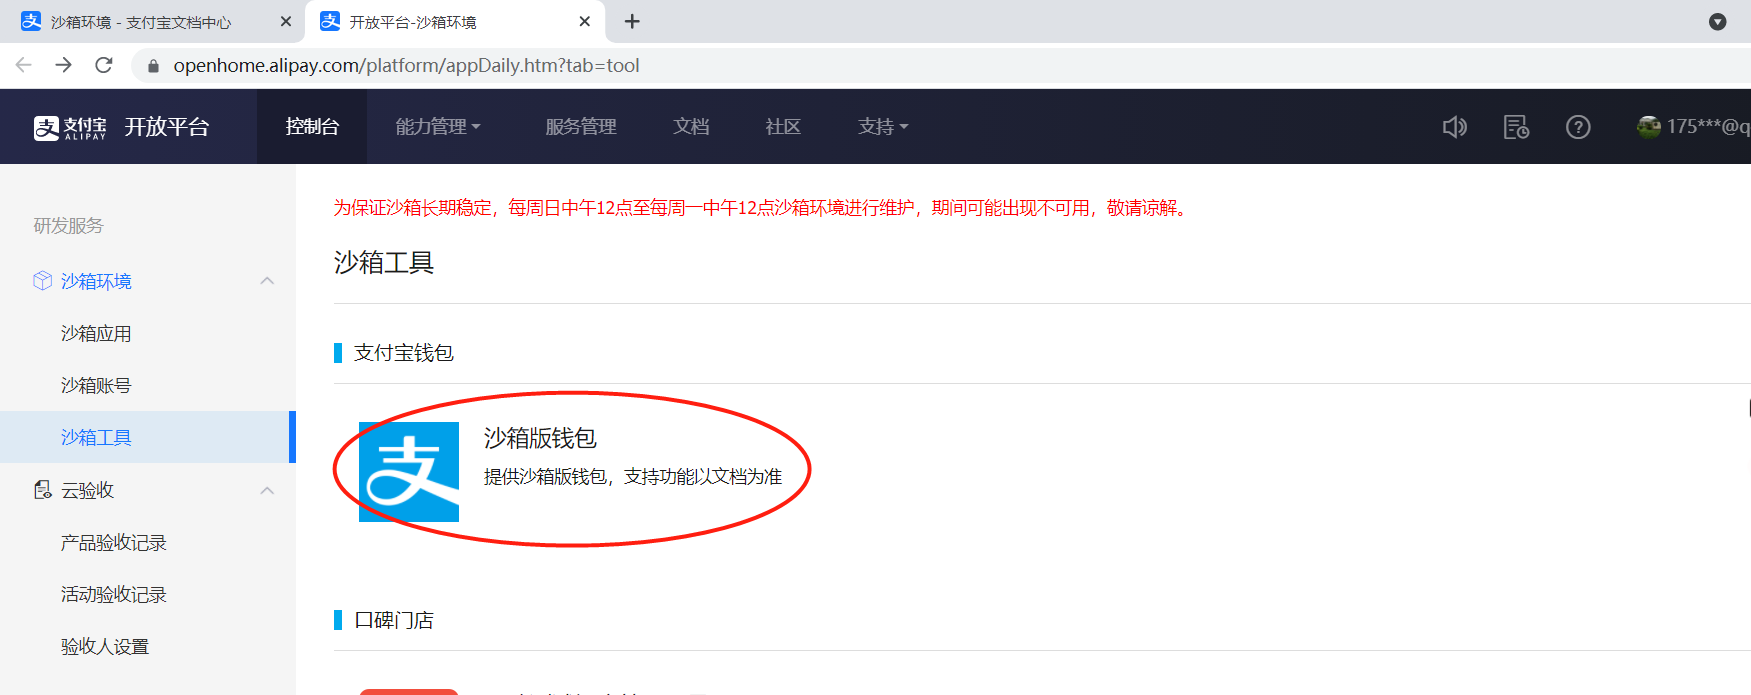 沙箱环境 - 支付宝文档中心
开放平台-沙箱环境
openhome.alipay.com/platform/appDaily.htm?tab=tool
支付宝 ALIPAY 开放平台
控制台
能力管理
服务管理
文档
社区
支持
175***@q
研发服务
沙箱环境
沙箱应用
沙箱账号
沙箱工具
云验收
产品验收记录
活动验收记录
验收人设置
为保证沙箱长期稳定，每周日中午12点至每周一中午12点沙箱环境进行维护，期间可能出现不可用，敬请谅解。
沙箱工具
支付宝钱包
支
沙箱版钱包
提供沙箱版钱包，支持功能以文档为准
口碑门店